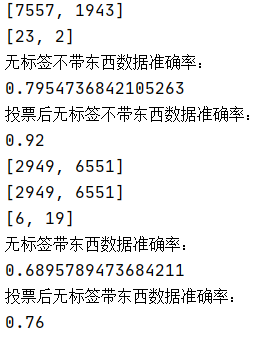 [7557, 1943]
[23, 2]
无标签不带东西数据准确率：
0.7954736842105263
投票后无标签不带东西数据准确率：
0.92
[2949, 6551]
[2949, 6551]
[6, 19]
无标签带东西数据准确率：
0.6895789473684211
投票后无标签带东西数据准确率：
0.76